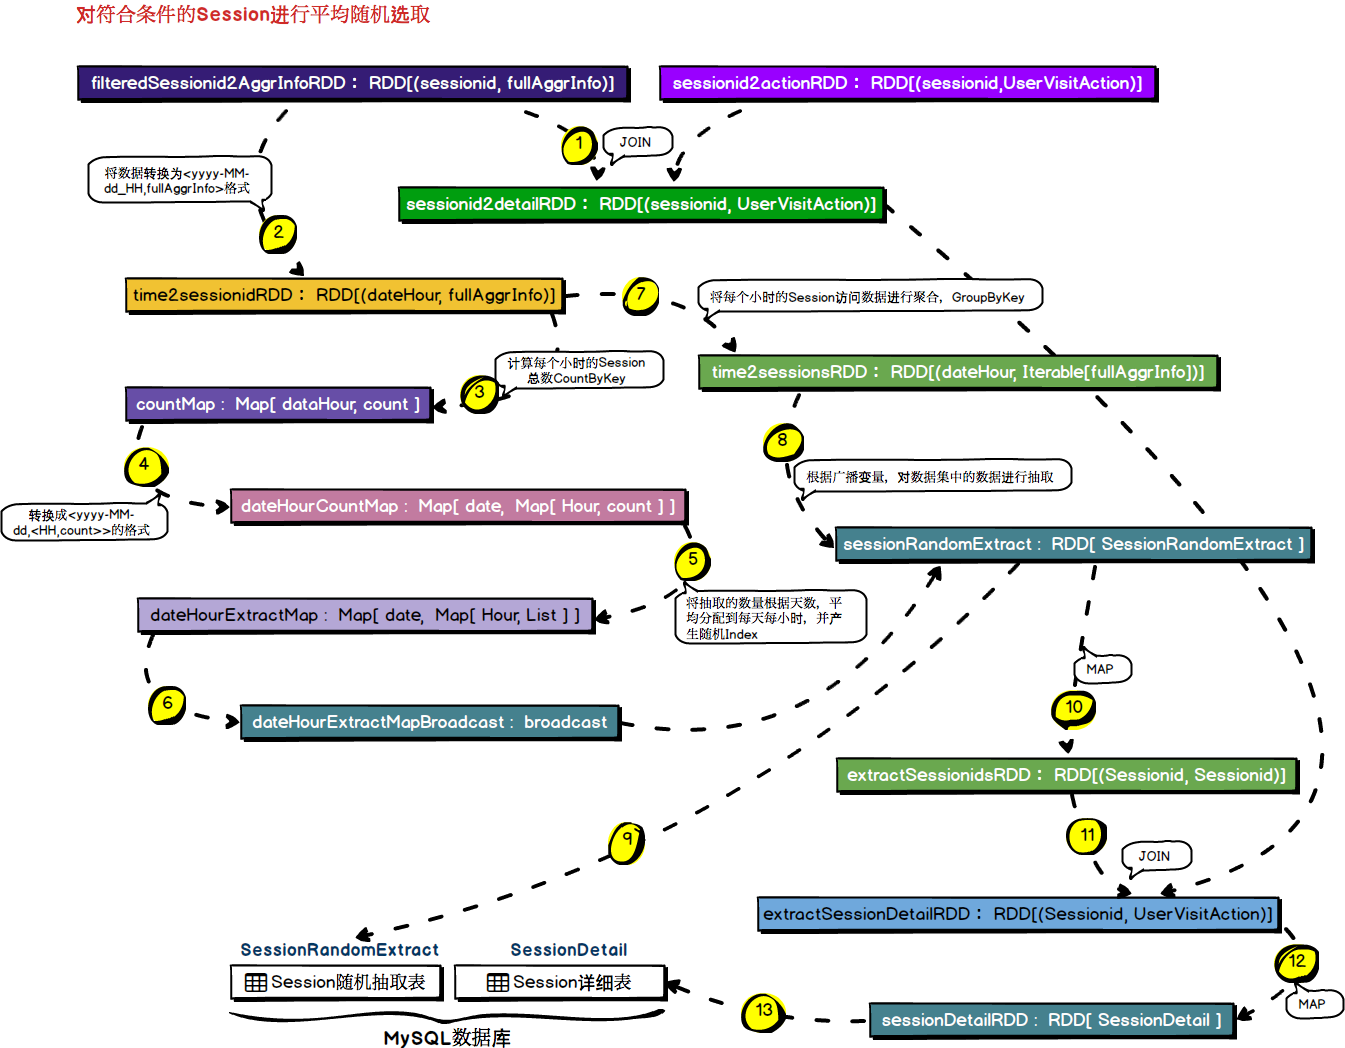 对符合条件的Session进行平均随机选取
filteredSessionid2AggrInfoRDD： RDD[(sessionid, fullAggrInfo)]
sessionid2actionRDD： RDD[(sessionid,UserVisitAction)]
1
JOIN
将数据转换为<yyyy-MM-
dd_HH,fullAggrInfo>格式
sessionid2detailRDD： RDD[(sessionid, UserVisitAction)]
2
time2sessionidRDD： RDD[(dateHour, fullAggrInfo)]
7
将每个小时的Session访问数据进行聚合，GroupByKey
计算每个小时的Session
总数CountByKey
time2sessionsRDD： RDD[(dateHour, Iterable[fullAggrInfo])]
3
countMap： Map[ dataHour, count ]
8
4
根据广播变量，对数据集中的数据进行抽取
转换成<yyyy-MM-
dd,<HH,count>>的格式
dateHourCountMap： Map[ date, Map[ Hour, count ] ]
sessionRandomExtract： RDD[ SessionRandomExtract ]
5
将抽取的数量根据天数，平
均分配到每天每小时，并产
生随机Index
dateHourExtractMap： Map[ date, Map[ Hour, List ] ]
MAP
6
10
dateHourExtractMapBroadcast： broadcast
extractSessionidsRDD： RDD[(Sessionid, Sessionid)]
9
11
JOIN
extractSessionDetailRDD： RDD[(Sessionid, UserVisitAction)]
SessionRandomExtract
SessionDetail
12
Session随机抽取表
Session详细表
MAP
13
sessionDetailRDD： RDD[ SessionDetail ]
MySQL数据库